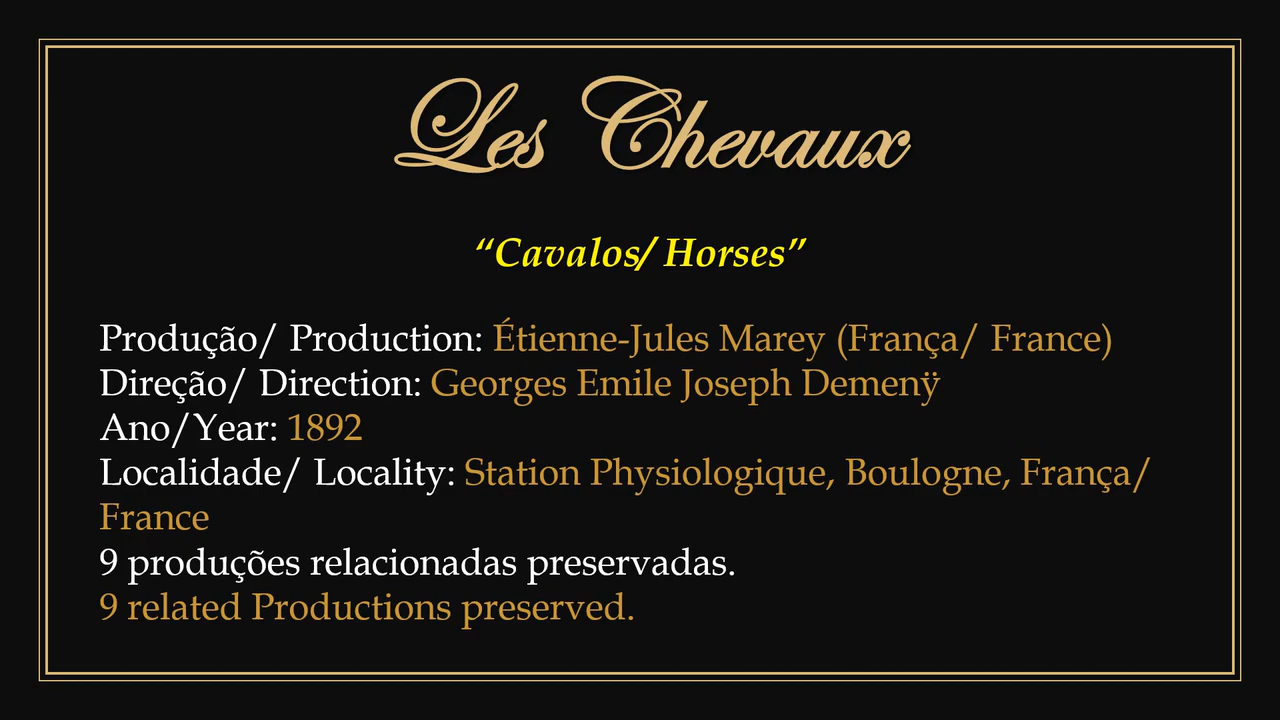 Les Chevaux
“Cavalos/ Horses”
Produção/ Production: Étienne-Jules Marey (França/ France)
Direção/ Direction: Georges Emile Joseph Demenÿ
Ano/Year: 1892
Localidade/ Locality: Station Physiologique, Boulogne, França/
France
9 produções relacionadas preservadas.
9 related Productions preserved.